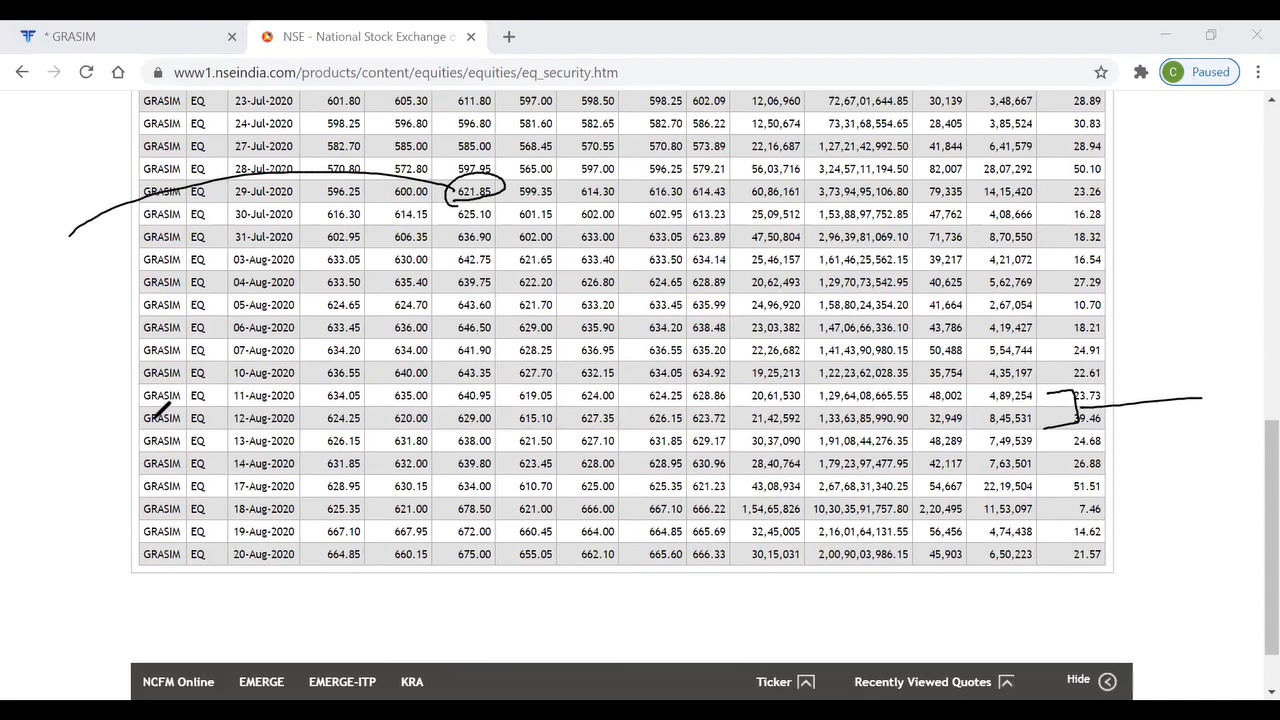 * GRASIM
NSE - National Stock Exchange o
www1.nseindia.com/products/content/equities/equities/eq_security.htm
C Paused
GRASIM EQ 23-Jul-2020 601.80 605.30 611.80 597.00 598.50 598.25 602.09 12,06,960 72,67,01,644.85 30,139 3,48,667 28.89
GRASIM EQ 24-Jul-2020 598.25 596.80 596.80 581.60 582.65 582.70 586.22 12,50,674 73,31,68,554.65 28,405 3,85,524 30.83
GRASIM EQ 27-Jul-2020 582.70 585.00 585.00 568.45 570.55 570.80 573.89 22,16,687 1,27,21,42,992.50 41,844 6,41,579 28.94
GRASIM EQ 28-Jul-2020 570.80 572.80 597.95 565.00 597.00 596.25 579.21 56,03,716 3,24,57,11,194.50 82,007 28,07,292 50.10
GRASIM EQ 29-Jul-2020 596.25 600.00 621.85 599.35 614.30 616.30 614.43 60,86,161 3,73,94,95,106.80 79,335 14,15,420 23.26
GRASIM EQ 30-Jul-2020 616.30 614.15 625.10 601.15 602.00 602.95 613.23 25,09,512 1,53,88,97,752.85 47,762 4,08,666 16.28
GRASIM EQ 31-Jul-2020 602.95 606.35 636.90 602.00 633.00 633.05 623.89 47,50,804 2,96,39,81,069.10 71,736 8,70,550 18.32
GRASIM EQ 03-Aug-2020 633.05 630.00 642.75 621.65 633.40 633.50 634.14 25,46,157 1,61,46,25,562.15 39,217 4,21,072 16.54
GRASIM EQ 04-Aug-2020 633.50 635.40 639.75 622.20 626.80 624.65 628.89 20,62,493 1,29,70,73,542.95 40,625 5,62,769 27.29
GRASIM EQ 05-Aug-2020 624.65 624.70 643.60 621.70 633.20 633.45 635.99 24,96,920 1,58,80,24,354.20 41,664 2,67,054 10.70
GRASIM EQ 06-Aug-2020 633.45 636.00 646.50 629.00 635.90 634.20 638.48 23,03,382 1,47,06,66,336.10 43,786 4,19,427 18.21
GRASIM EQ 07-Aug-2020 634.20 634.00 641.90 628.25 636.95 636.55 635.20 22,26,682 1,41,43,90,980.15 50,488 5,54,744 24.91
GRASIM EQ 10-Aug-2020 636.55 640.00 643.35 627.70 632.15 634.05 634.92 19,25,213 1,22,23,62,028.35 35,754 4,35,197 22.61
GRASIM EQ 11-Aug-2020 634.05 635.00 640.95 619.05 624.00 624.25 628.86 20,61,530 1,29,64,08,665.55 48,002 4,89,254 23.73
GRASIM EQ 12-Aug-2020 624.25 620.00 629.00 615.10 627.35 626.15 623.72 21,42,592 1,33,63,85,990.90 32,949 8,45,531 39.46
GRASIM EQ 13-Aug-2020 626.15 631.80 638.00 621.50 627.10 631.85 629.17 30,37,090 1,91,08,44,276.35 48,289 7,49,539 24.68
GRASIM EQ 14-Aug-2020 631.85 632.00 639.80 623.45 628.00 628.95 630.96 28,40,764 1,79,23,97,477.95 42,117 7,63,501 26.88
GRASIM EQ 17-Aug-2020 628.95 630.15 634.00 610.70 625.00 625.35 621.23 43,08,934 2,67,68,31,340.25 54,667 22,19,504 51.51
GRASIM EQ 18-Aug-2020 625.35 621.00 678.50 621.00 666.00 667.10 666.22 1,54,65,826 10,30,35,91,757.80 2,20,495 11,53,097 7.46
GRASIM EQ 19-Aug-2020 667.10 667.95 672.00 660.45 664.00 664.85 665.69 32,45,005 2,16,01,64,131.55 56,456 4,74,438 14.62
GRASIM EQ 20-Aug-2020 664.85 660.15 675.00 655.05 662.10 665.60 666.33 30,15,031 2,00,90,03,986.15 45,903 6,50,223 21.57
NCFM Online EMERGE EMERGE-ITP KRA Ticker Recently Viewed Quotes Hide